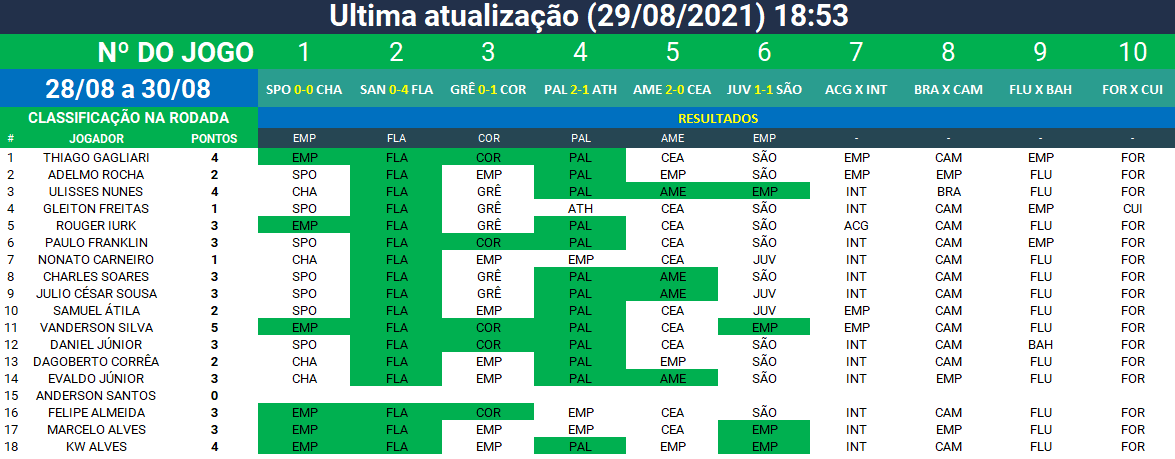 Ultima atualização (29/08/2021) 18:53
Nº DO JOGO 1 2 3 4 5 6 7 8 9 10
28/08 a 30/08 SPO 0-0 CHA SAN 0-4 FLA GRÊ 0-1 COR PAL 2-1 ATH AME 2-0 CEA JUV 1-1 SÃO ACG X INT BRA X CAM FLU X BAH FOR X CUI
CLASSIFICAÇÃO NA RODADA RESULTADOS
# JOGADOR PONTOS EMP FLA COR PAL AME EMP - - - -
1 THIAGO GAGLIARI 4 EMP FLA COR PAL CEA SÃO EMP CAM EMP FOR
2 ADELMO ROCHA 2 SPO FLA EMP PAL EMP SÃO EMP EMP FLU FOR
3 ULISSES NUNES 4 CHA FLA GRÊ PAL AME EMP INT BRA FLU FOR
4 GLEITON FREITAS 1 SPO FLA GRÊ ATH CEA SÃO INT CAM EMP CUI
5 ROUGER IURK 3 EMP FLA GRÊ PAL CEA SÃO ACG CAM FLU FOR
6 PAULO FRANKLIN 3 SPO FLA COR PAL CEA SÃO INT CAM EMP FOR
7 NONATO CARNEIRO 1 CHA FLA EMP EMP CEA JUV INT CAM FLU FOR
8 CHARLES SOARES 3 SPO FLA GRÊ PAL AME SÃO INT CAM FLU FOR
9 JULIO CÉSAR SOUSA 3 SPO FLA GRÊ PAL AME JUV INT CAM FLU FOR
10 SAMUEL ÁTILA 2 SPO FLA EMP PAL CEA JUV EMP CAM FLU FOR
11 VANDERSON SILVA 5 EMP FLA COR PAL CEA EMP EMP CAM FLU FOR
12 DANIEL JÚNIOR 3 SPO FLA COR PAL CEA SÃO INT CAM BAH FOR
13 DAGOBERTO CORRÊA 2 CHA FLA EMP PAL EMP SÃO INT CAM FLU FOR
14 EVALDO JÚNIOR 3 CHA FLA EMP PAL AME SÃO INT EMP FLU FOR
15 ANDERSON SANTOS 0
16 FELIPE ALMEIDA 3 EMP FLA COR EMP CEA SÃO INT CAM FLU FOR
17 MARCELO ALVES 3 EMP FLA EMP EMP CEA EMP INT EMP FLU FOR
18 KW ALVES 4 EMP FLA EMP PAL EMP EMP INT CAM FLU FOR